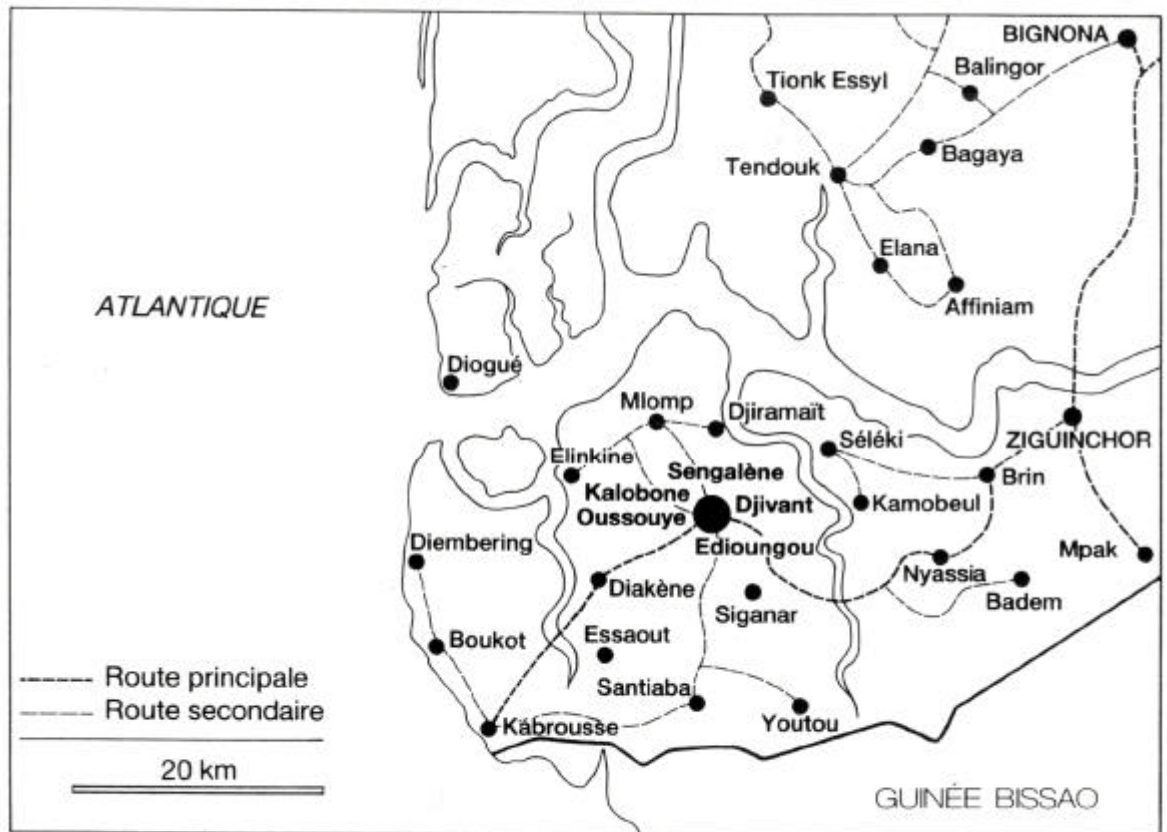 BIGNONA
Balingor
Tionk Essyl
Bagaya
Tendouk
Elana
ATLANTIQUE
Affiniam
Diogué
Mlomp
Djiramaït
Séléki
ZIGUINCHOR
Elinkine
Sengalène
Brin
Kalobone
Djivant
Kamobeul
Oussouye
Diembering
Edioungou
Mpak
Nyassia
Diakène
Badem
Siganar
Boukot
Essaout
Route principale
Santiaba
Route secondaire
Youtou
Kabrousse
20 km
GUINÉE BISSAO